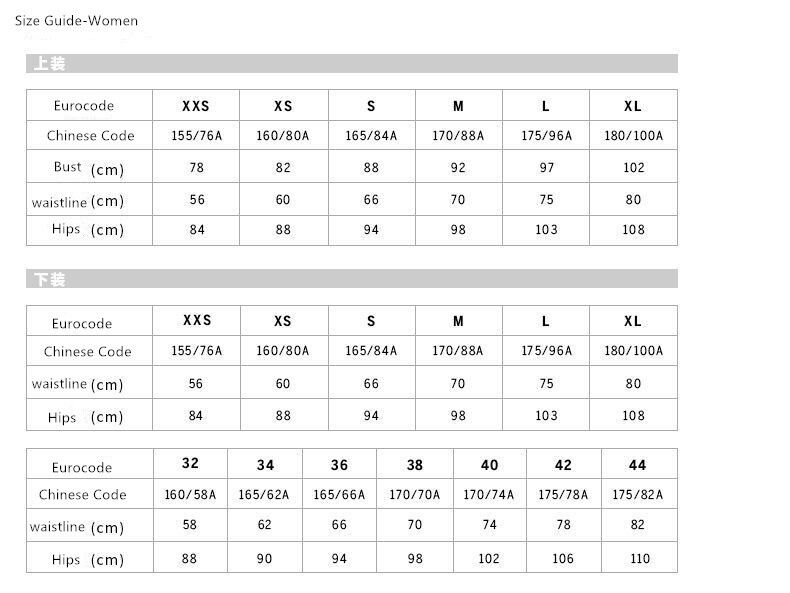 Size Guide-Women
上装
Eurocode XXS XS S M L XL
Chinese Code 155/76A 160/80A 165/84A 170/88A 175/96A 180/100A
Bust (cm) 78 82 88 92 97 102
waistline (cm) 56 60 66 70 75 80
Hips (cm) 84 88 94 98 103 108
下装
Eurocode XXS XS S M L XL
Chinese Code 155/76A 160/80A 165/84A 170/88A 175/96A 180/100A
waistline (cm) 56 60 66 70 75 80
Hips (cm) 84 88 94 98 103 108
Eurocode 32 34 36 38 40 42 44
Chinese Code 160/58A 165/62A 165/66A 170/70A 170/74A 175/78A 175/82A
waistline (cm) 58 62 66 70 74 78 82
Hips (cm) 88 90 94 98 102 106 110